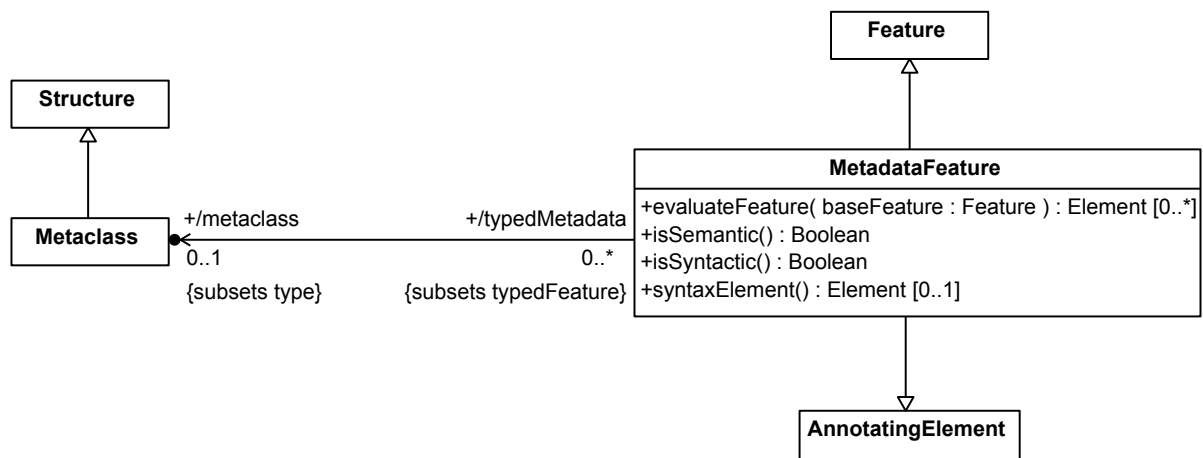 Feature
Structure
MetadataFeature
+evaluateFeature( baseFeature : Feature ) : Element [0..*]
+isSemantic() : Boolean
+isSyntactic() : Boolean
+syntaxElement() : Element [0..1]
Metaclass
+/metaclass
+/typedMetadata
0..1
0..*
{subsets type}
{subsets typedFeature}
AnnotatingElement